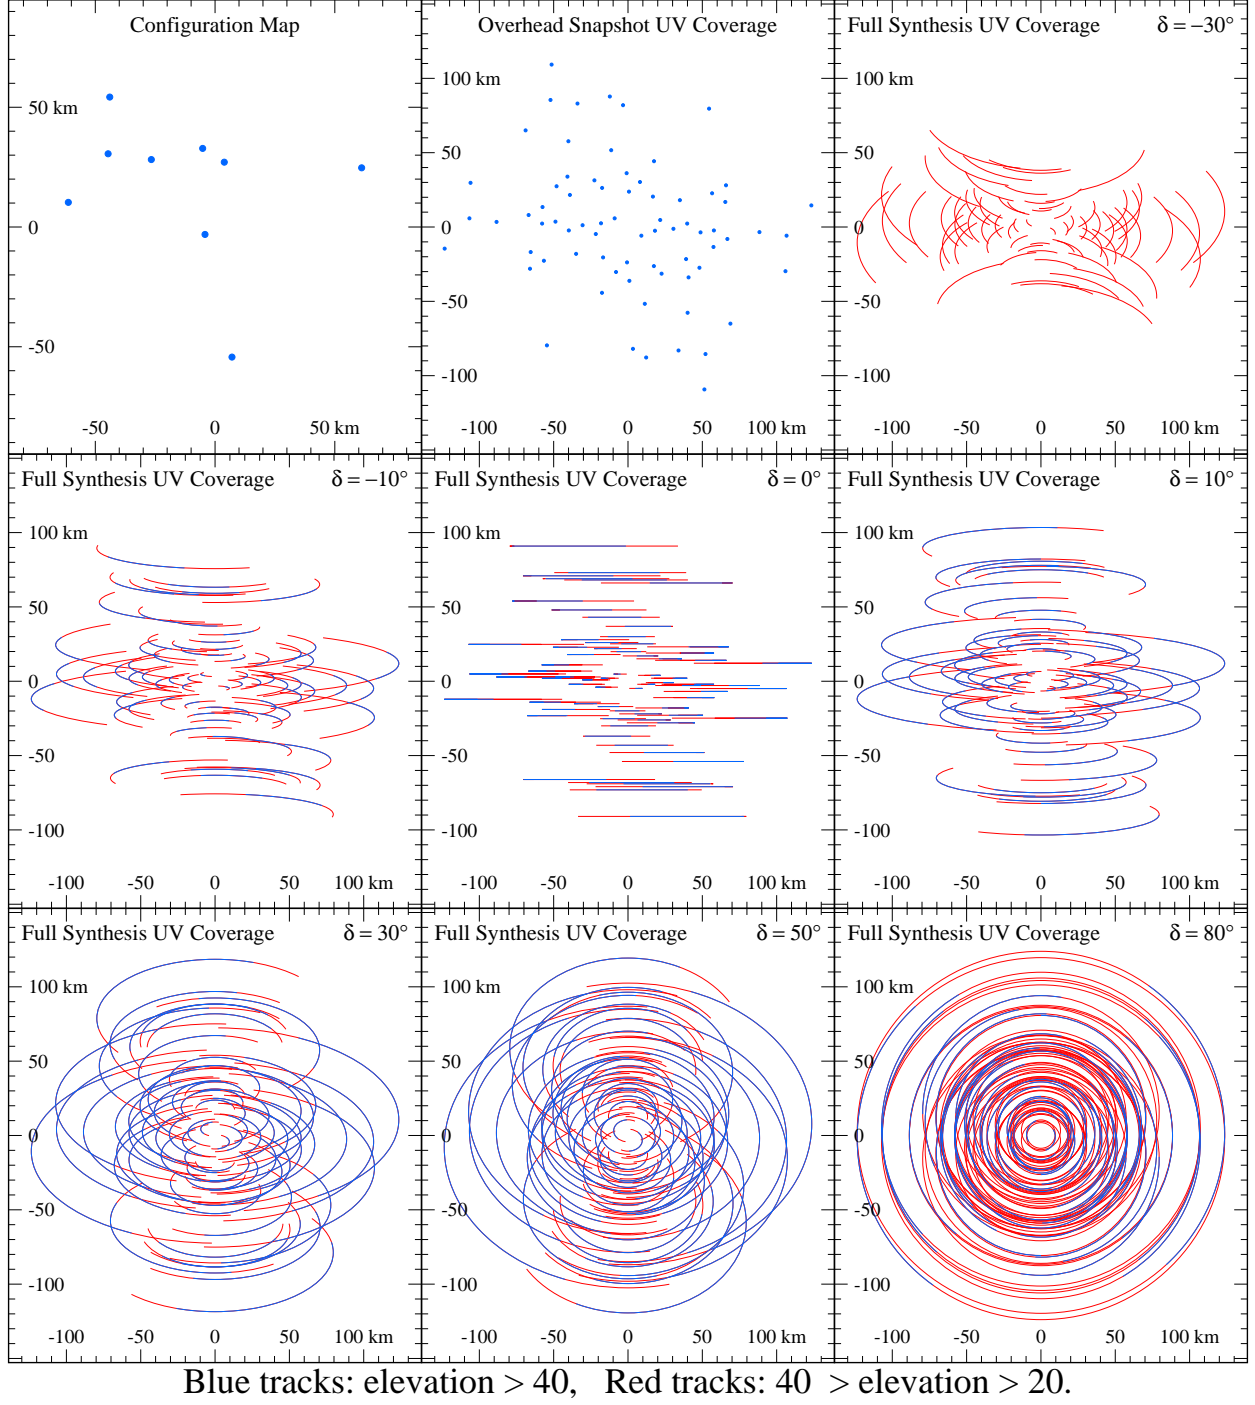 Configuration Map
50 km
0
-50
-50 0 50 km
Overhead Snapshot UV Coverage
100 km
50
0
-50
-100
-100 -50 0 50 100 km
Full Synthesis UV Coverage δ = −30°
100 km
50
0
-50
-100
-100 -50 0 50 100 km
Full Synthesis UV Coverage δ = −10°
100 km
50
0
-50
-100
-100 -50 0 50 100 km
Full Synthesis UV Coverage δ = 0°
100 km
50
0
-50
-100
-100 -50 0 50 100 km
Full Synthesis UV Coverage δ = 10°
100 km
50
0
-50
-100
-100 -50 0 50 100 km
Full Synthesis UV Coverage δ = 30°
100 km
50
0
-50
-100
-100 -50 0 50 100 km
Full Synthesis UV Coverage δ = 50°
100 km
50
0
-50
-100
-100 -50 0 50 100 km
Full Synthesis UV Coverage δ = 80°
100 km
50
0
-50
-100
-100 -50 0 50 100 km
Blue tracks: elevation > 40, Red tracks: 40 > elevation > 20.